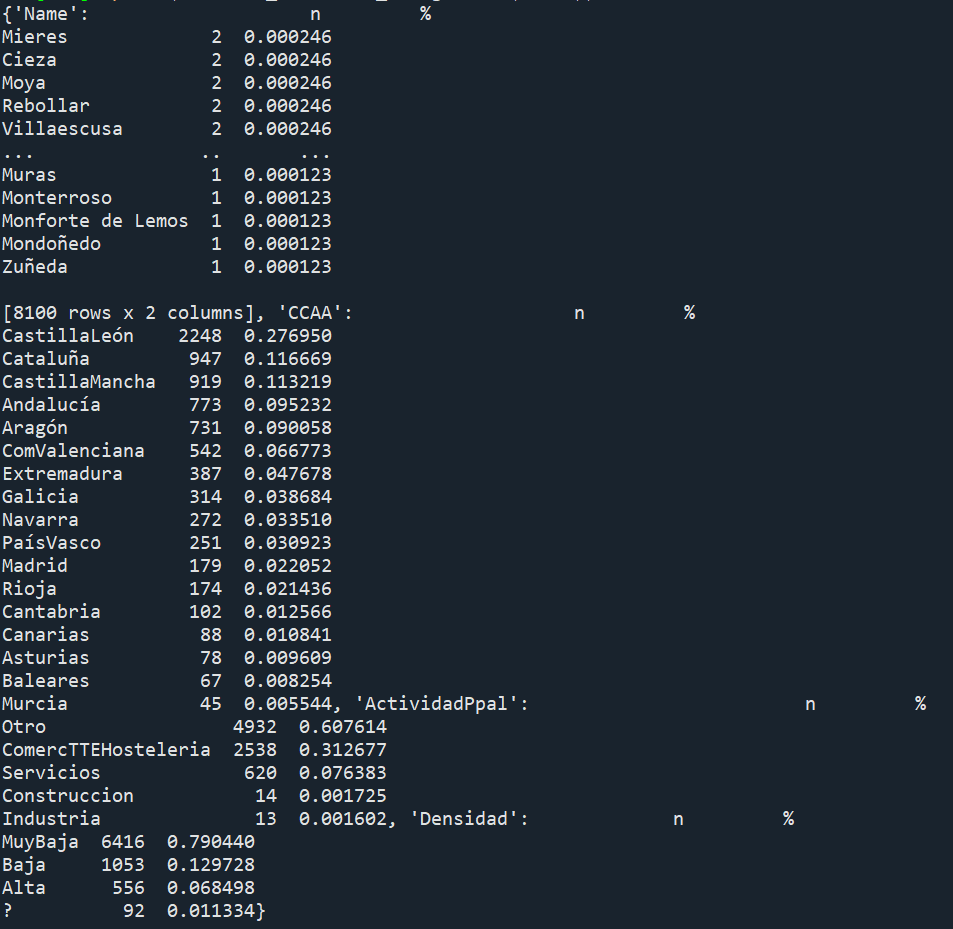 {'Name':                    n         %
Mieres             2  0.000246
Cieza              2  0.000246
Moya               2  0.000246
Rebollar           2  0.000246
Villaescusa        2  0.000246
...               ..       ...
Muras              1  0.000123
Monterroso         1  0.000123
Monforte de Lemos  1  0.000123
Mondoñedo          1  0.000123
Zuñeda             1  0.000123

[8100 rows x 2 columns], 'CCAA':                    n         %
CastillaLeón    2248  0.276950
Cataluña         947  0.116669
CastillaMancha   919  0.113219
Andalucía        773  0.095232
Aragón           731  0.090058
ComValenciana    542  0.066773
Extremadura      387  0.047678
Galicia          314  0.038684
Navarra          272  0.033510
PaísVasco        251  0.030923
Madrid           179  0.022052
Rioja            174  0.021436
Cantabria        102  0.012566
Canarias          88  0.010841
Asturias          78  0.009609
Baleares          67  0.008254
Murcia            45  0.005544, 'ActividadPpal':                         n         %
Otro                 4932  0.607614
ComercTTEHosteleria  2538  0.312677
Servicios             620  0.076383
Construccion           14  0.001725
Industria              13  0.001602, 'Densidad':             n         %
MuyBaja  6416  0.790440
Baja     1053  0.129728
Alta      556  0.068498
?          92  0.011334}